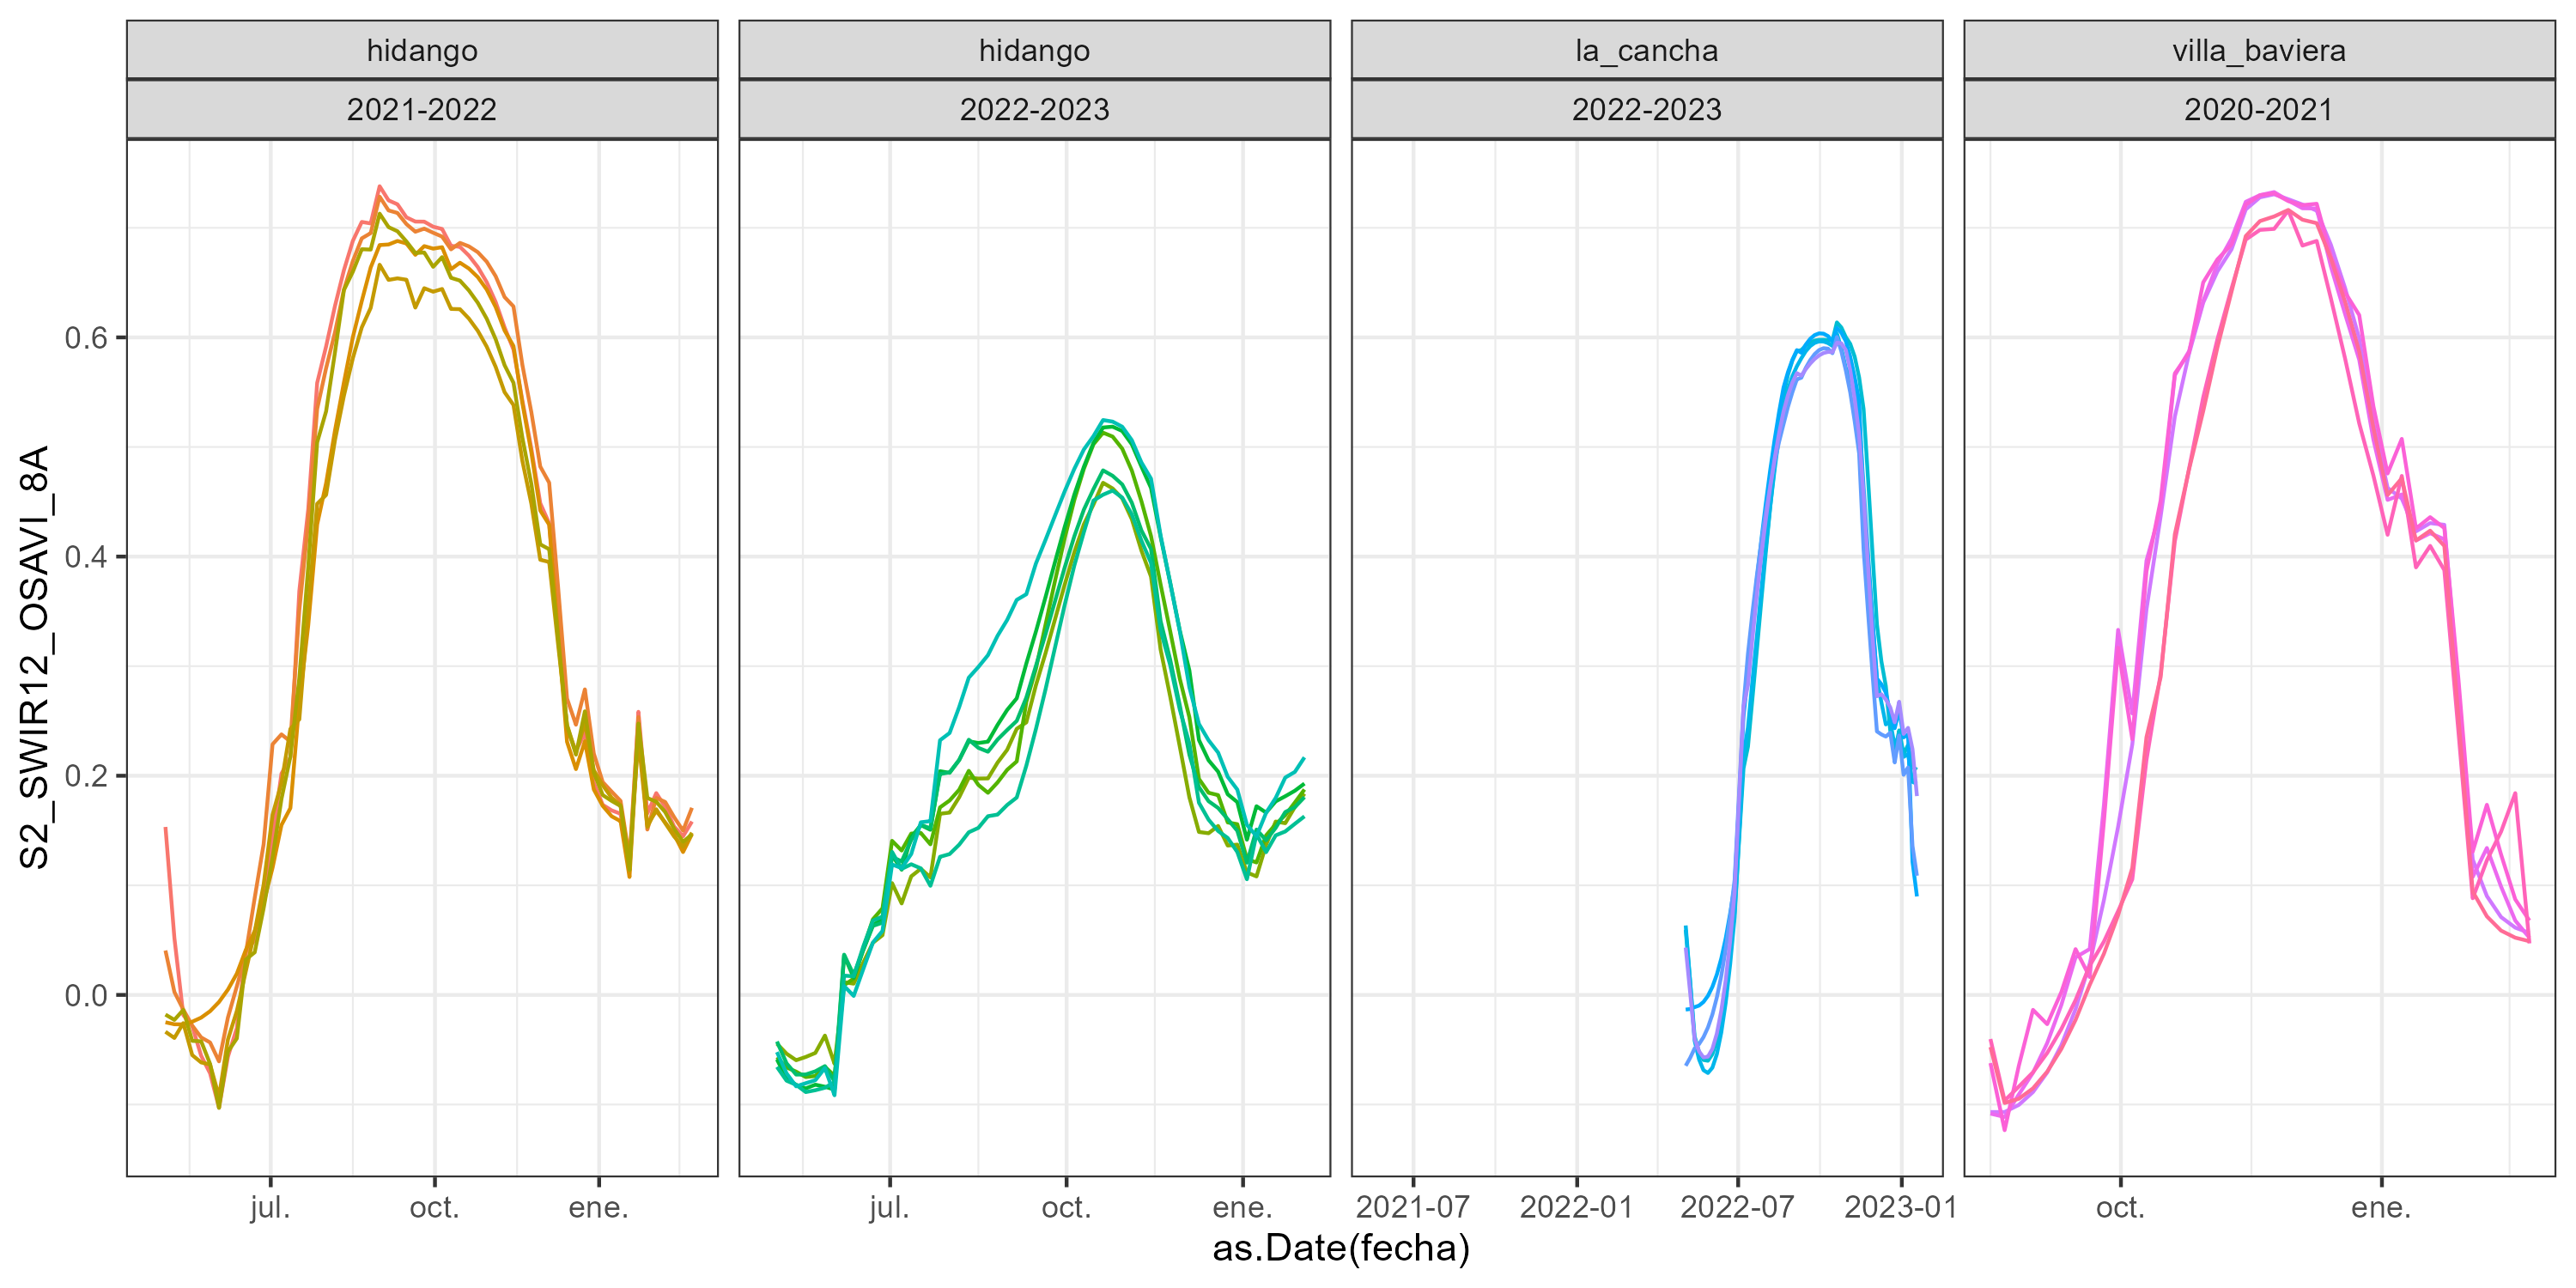 hidango
hidango
la_cancha
villa_baviera
2021-2022
2022-2023
2022-2023
2020-2021
S2_SWIR12_OSAVI_8A
0.6
0.4
0.2
0.0
jul.
oct.
ene.
jul.
oct.
ene.
2021-07
2022-01
2022-07
2023-01
oct.
ene.
as.Date(fecha)